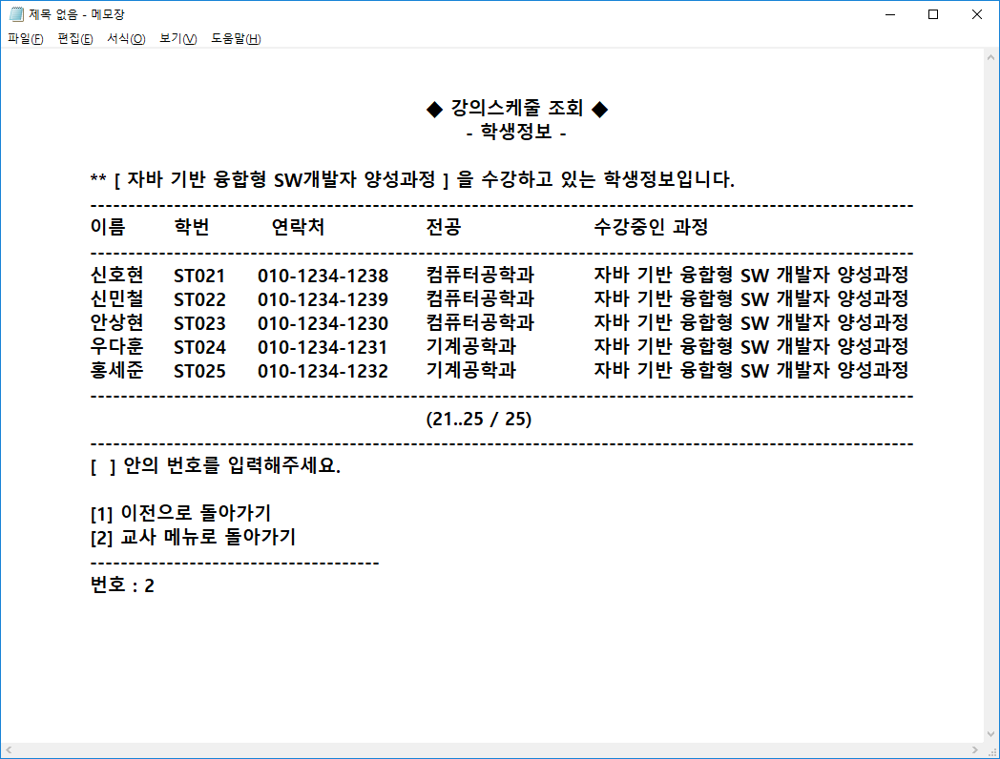 제목 없음 - 메모장
파일(F) 편집(E) 서식(O) 보기(V) 도움말(H)
◆ 강의스케줄 조회 ◆
- 학생정보 -
** [ 자바 기반 융합형 SW개발자 양성과정 ] 을 수강하고 있는 학생정보입니다.
------------------------------------------------------------------------------------------------------------
이름 학번 연락처 전공 수강중인 과정
------------------------------------------------------------------------------------------------------------
신호현 ST021 010-1234-1238 컴퓨터공학과 자바 기반 융합형 SW 개발자 양성과정
신민철 ST022 010-1234-1239 컴퓨터공학과 자바 기반 융합형 SW 개발자 양성과정
안상현 ST023 010-1234-1230 컴퓨터공학과 자바 기반 융합형 SW 개발자 양성과정
우다훈 ST024 010-1234-1231 기계공학과 자바 기반 융합형 SW 개발자 양성과정
홍세준 ST025 010-1234-1232 기계공학과 자바 기반 융합형 SW 개발자 양성과정
------------------------------------------------------------------------------------------------------------
(21..25 / 25)
------------------------------------------------------------------------------------------------------------
[  ] 안의 번호를 입력해주세요.
[1] 이전으로 돌아가기
[2] 교사 메뉴로 돌아가기
--------------------------------------
번호 : 2